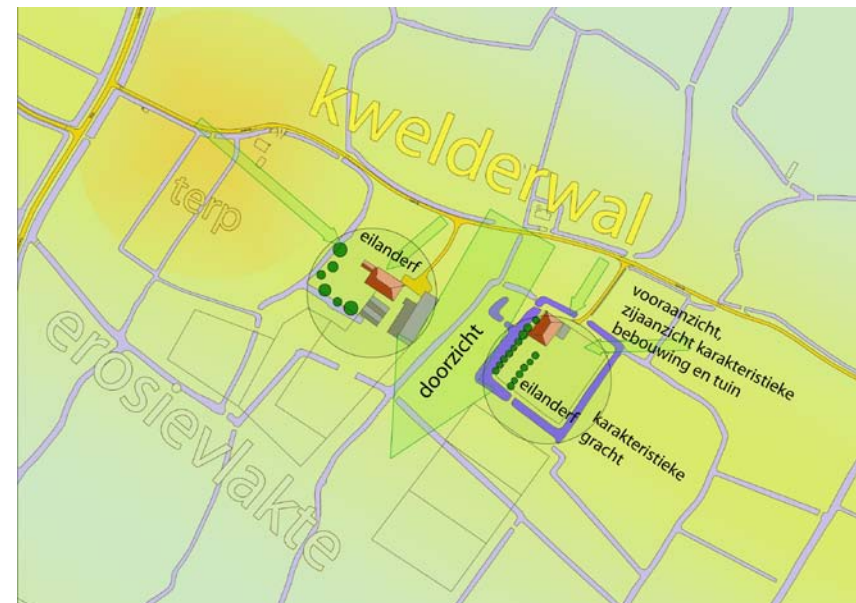 kwelderwal
terp
eilanderf
erosievlakte
doorzicht
vooraanzicht,
zijaanzicht karakteristieke
bebouwing en tuin
eilanderf
karakteristieke
gracht